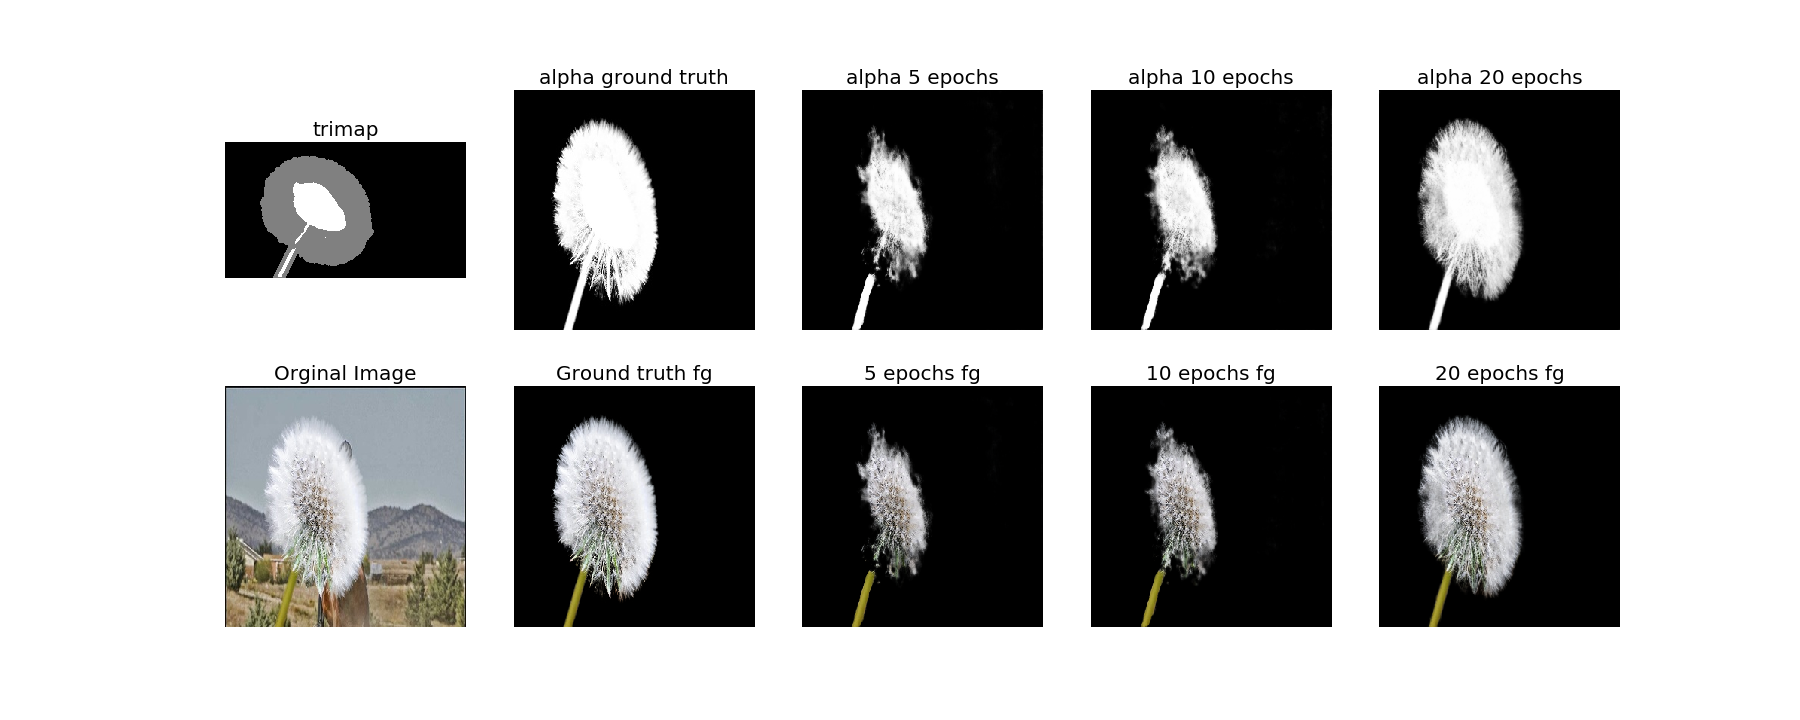 alpha ground truth
alpha 5 epochs
alpha 10 epochs
alpha 20 epochs
trimap
Orginal Image
Ground truth fg
5 epochs fg
10 epochs fg
20 epochs fg